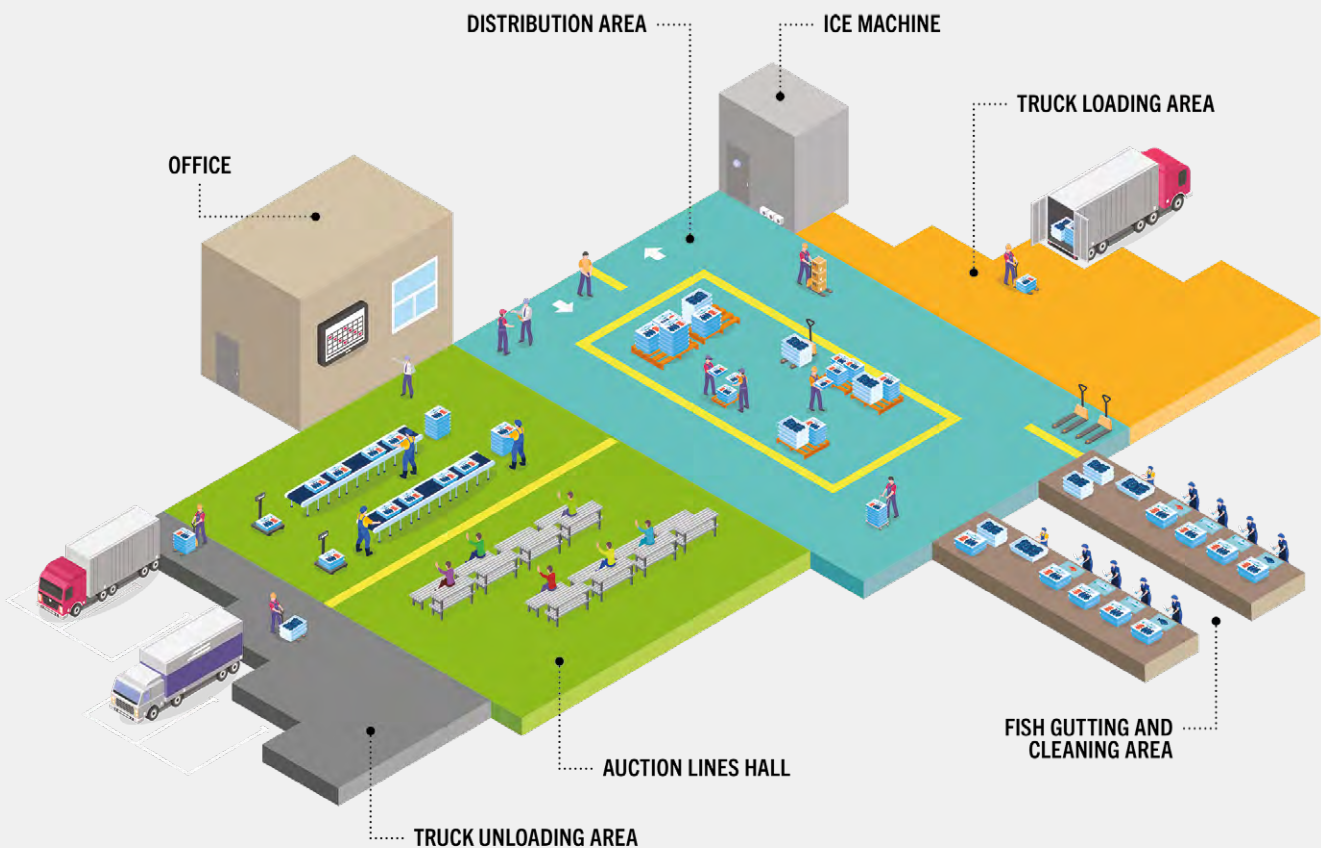 DISTRIBUTION AREA
ICE MACHINE
TRUCK LOADING AREA
OFFICE
FISH GUTTING AND
CLEANING AREA
AUCTION LINES HALL
TRUCK UNLOADING AREA